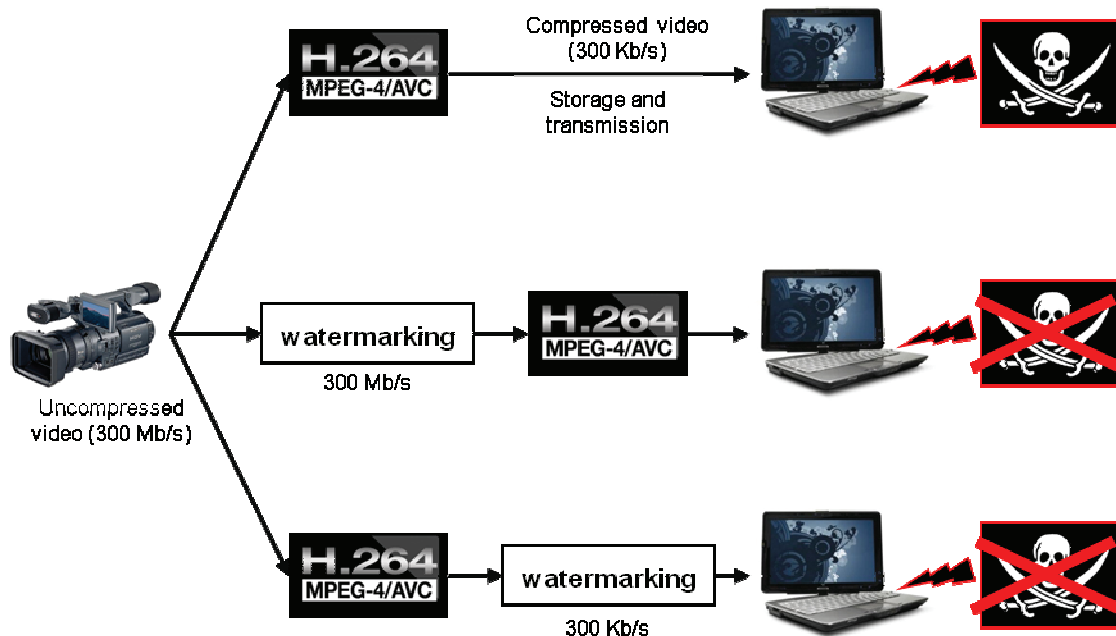 H.264
MPEG-4/AVC
Compressed video
(300 Kb/s)
Storage and
transmission
Uncompressed
video (300 Mb/s)
watermarking
300 Mb/s
H.264
MPEG-4/AVC
H.264
MPEG-4/AVC
watermarking
300 Kb/s